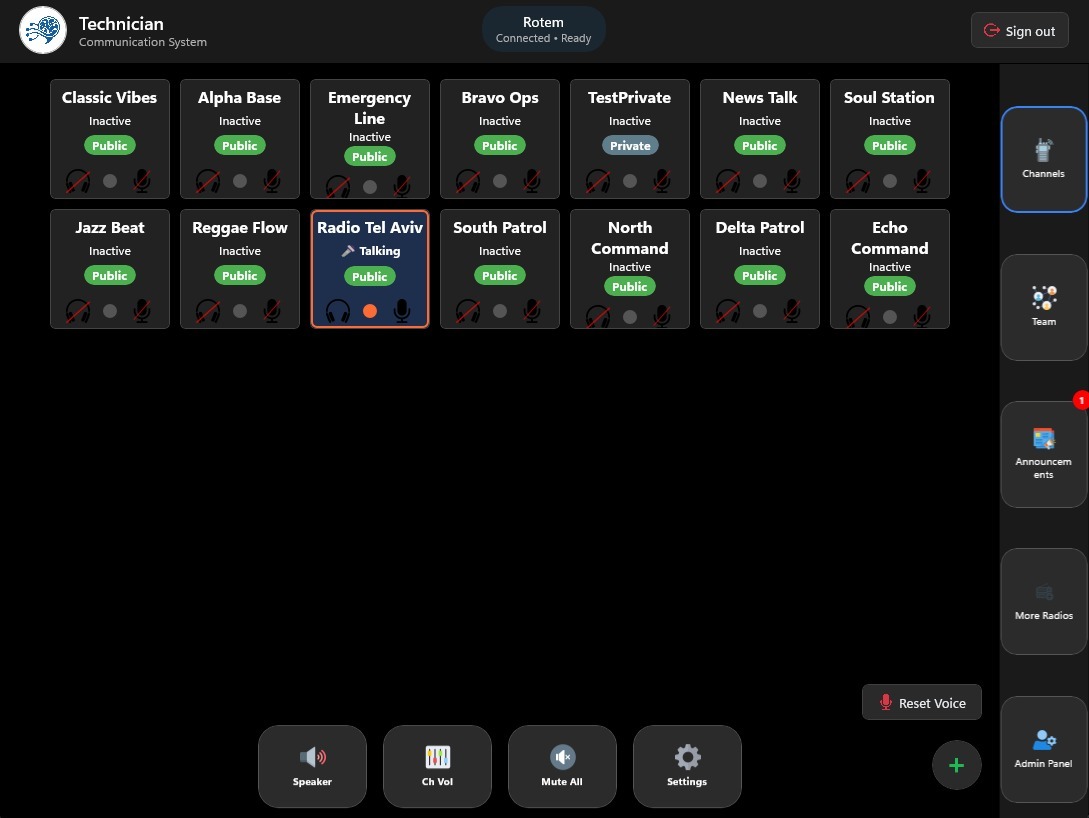 Technician
Communication System
Rotem
Connected • Ready
Sign out
Classic Vibes
Inactive
Public
Alpha Base
Inactive
Public
Emergency
Line
Inactive
Public
Bravo Ops
Inactive
Public
TestPrivate
Inactive
Private
News Talk
Inactive
Public
Soul Station
Inactive
Public
Jazz Beat
Inactive
Public
Reggae Flow
Inactive
Public
Radio Tel Aviv
Talking
Public
South Patrol
Inactive
Public
North
Command
Inactive
Public
Delta Patrol
Inactive
Public
Echo
Command
Inactive
Public
Channels
Team
1
Announcem
ents
More Radios
Admin Panel
Reset Voice
Speaker
Ch Vol
Mute All
Settings
+